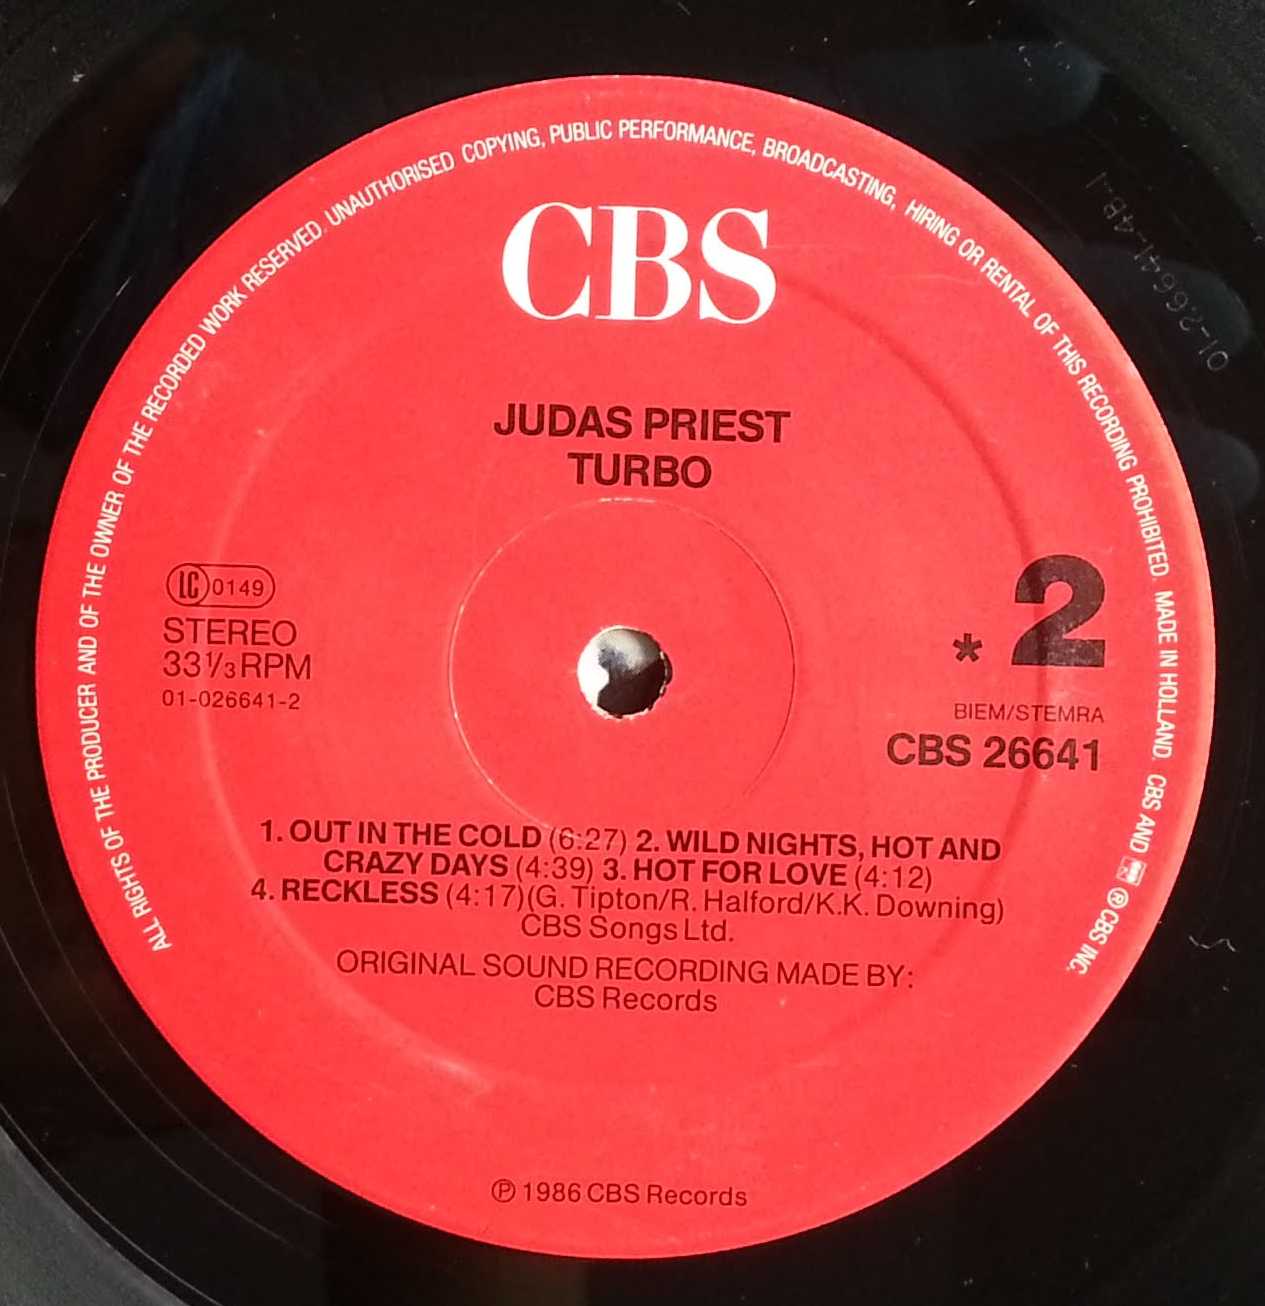 ALL RIGHTS OF THE PRODUCER AND OF THE OWNER OF THE RECORDED WORK RESERVED. UNAUTHORISED COPYING, PUBLIC PERFORMANCE, BROADCASTING, HIRING OR RENTAL OF THIS RECORDING PROHIBITED. MADE IN HOLLAND. CBS AND ® CBS INC.
CBS
JUDAS PRIEST
TURBO
LC 0149
STEREO
33 1/3 RPM
01-026641-2
* 2
BIEM/STEMRA
CBS 26641
1. OUT IN THE COLD (6:27) 2. WILD NIGHTS, HOT AND
CRAZY DAYS (4:39) 3. HOT FOR LOVE (4:12)
4. RECKLESS (4:17)(G. Tipton/R. Halford/K.K. Downing)
CBS Songs Ltd.
ORIGINAL SOUND RECORDING MADE BY:
CBS Records
℗ 1986 CBS Records